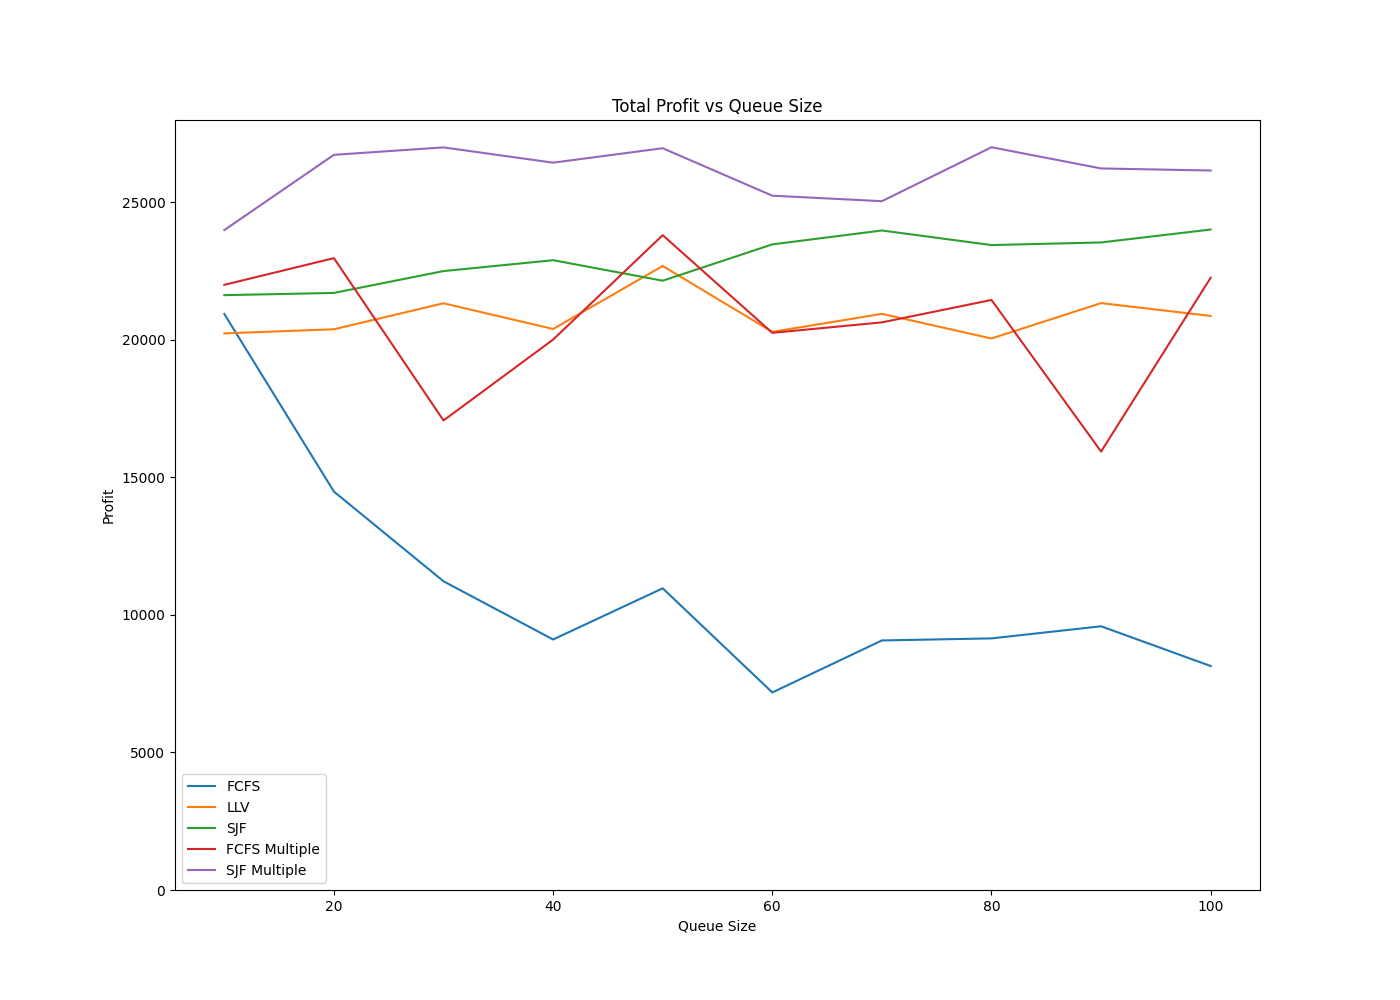 Total Profit vs Queue Size
Profit
25000
20000
15000
10000
5000
0
FCFS
LLV
SJF
FCFS Multiple
SJF Multiple
20 40 60 80 100
Queue Size